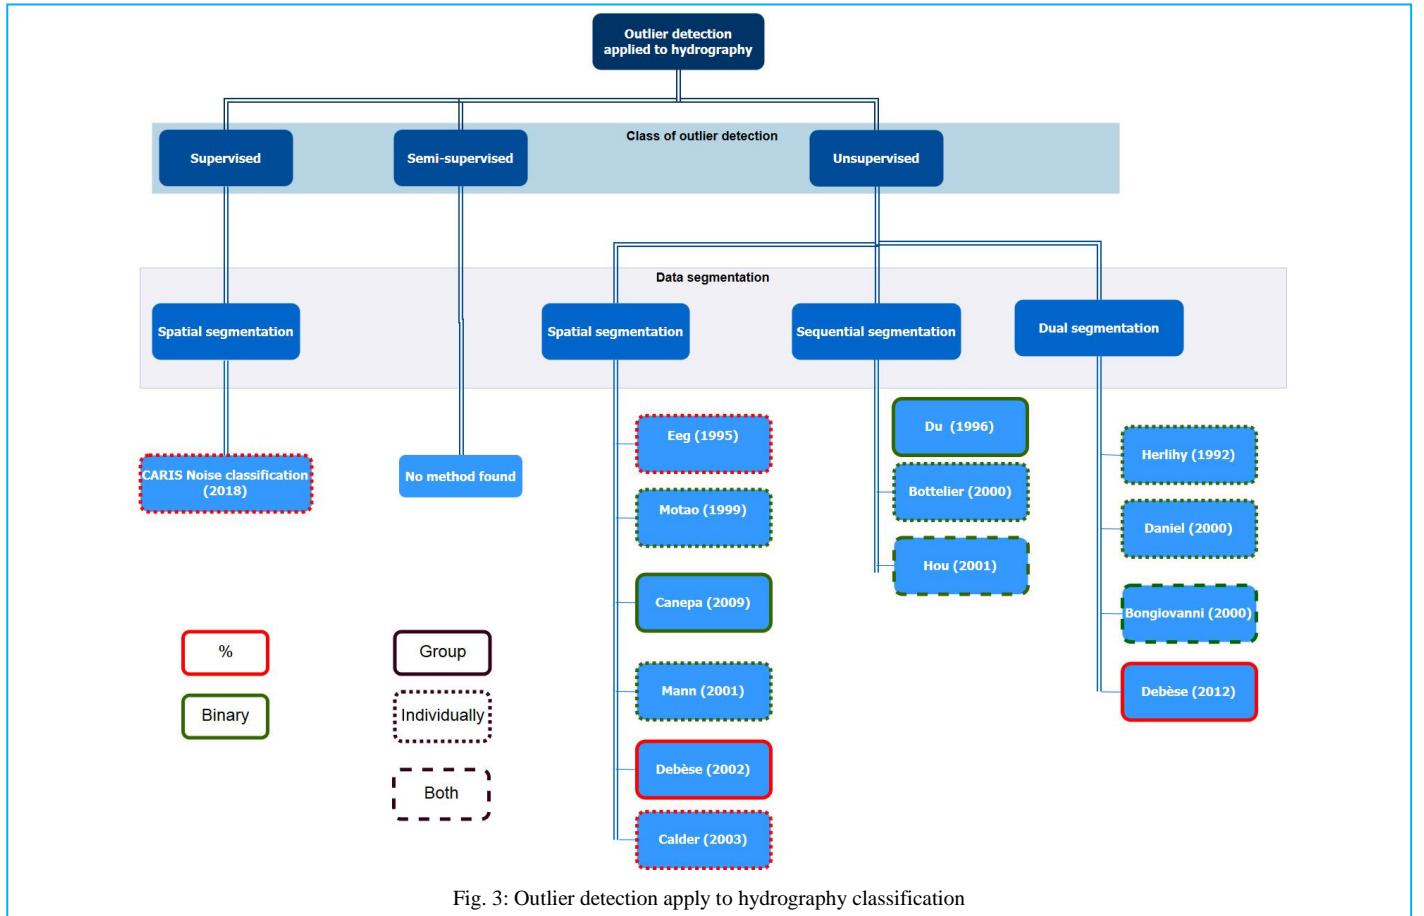 Outlier detection
applied to hydrography
Class of outlier detection
Supervised
Semi-supervised
Unsupervised
Data segmentation
Spatial segmentation
Spatial segmentation
Sequential segmentation
Dual segmentation
CARIS Noise classification
(2018)
No method found
Eeg (1995)
Motao (1999)
Canepa (2009)
Mann (2001)
Debèse (2002)
Calder (2003)
Du (1996)
Bottelier (2000)
Hou (2001)
Herlihy (1992)
Daniel (2000)
Bongiovanni (2000)
Debèse (2012)
%
Binary
Group
Individually
Both
Fig. 3: Outlier detection apply to hydrography classification